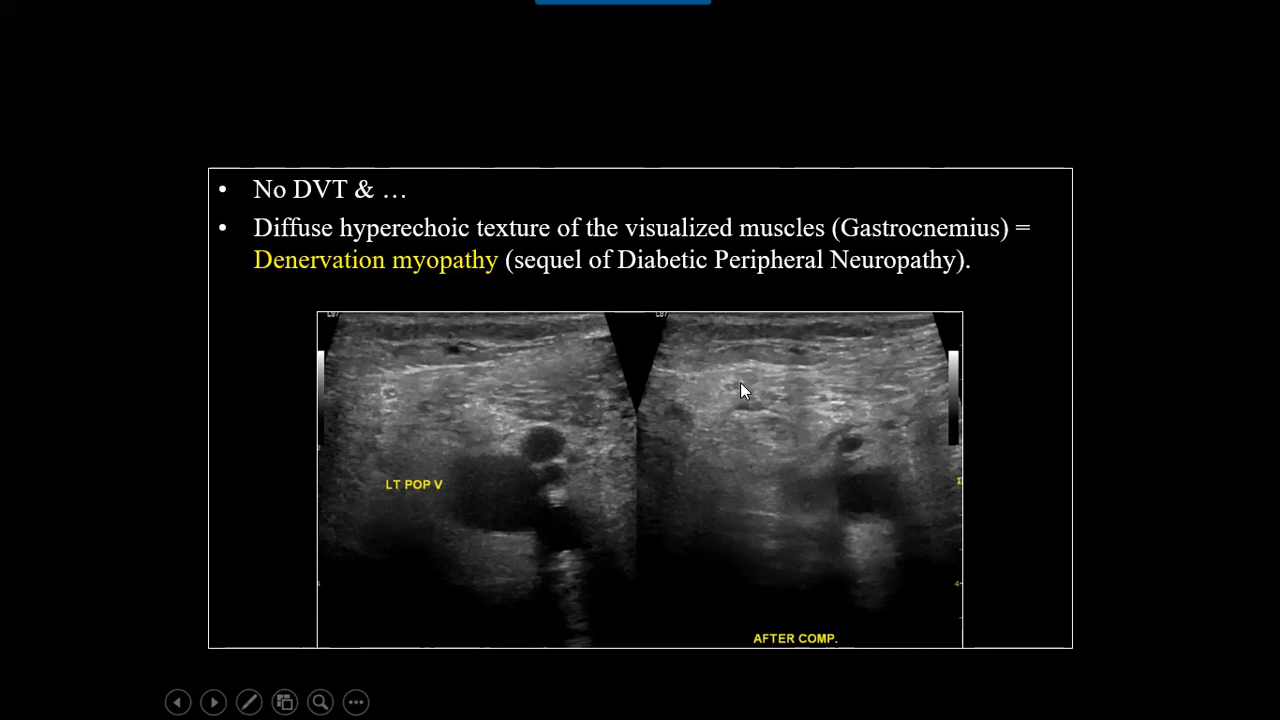 • No DVT & …
• Diffuse hyperechoic texture of the visualized muscles (Gastrocnemius) =
Denervation myopathy (sequel of Diabetic Peripheral Neuropathy).
LT POP V
AFTER COMP.